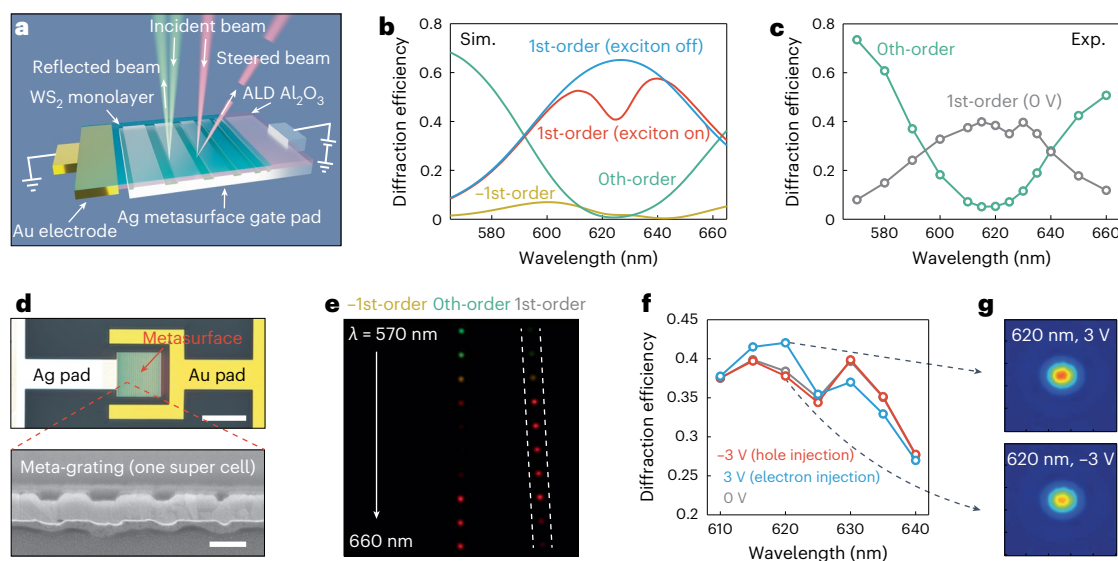 a
Incident beam
Steered beam
Reflected beam
WS₂ monolayer
ALD Al₂O₃
Ag metasurface gate pad
Au electrode
b
Sim.
1st-order (exciton off)
1st-order (exciton on)
0th-order
–1st-order
Diffraction efficiency
0.8
0.6
0.4
0.2
0
580
600
620
640
660
Wavelength (nm)
c
Exp.
0th-order
1st-order (0 V)
Diffraction efficiency
0.8
0.6
0.4
0.2
0
580
600
620
640
660
Wavelength (nm)
d
Metasurface
Ag pad
Au pad
Meta-grating (one super cell)
e
–1st-order 0th-order 1st-order
λ = 570 nm
660 nm
f
Diffraction efficiency
0.45
0.4
0.35
0.3
0.25
0.2
–3 V (hole injection)
3 V (electron injection)
0 V
610
620
630
640
Wavelength (nm)
g
620 nm, 3 V
620 nm, –3 V